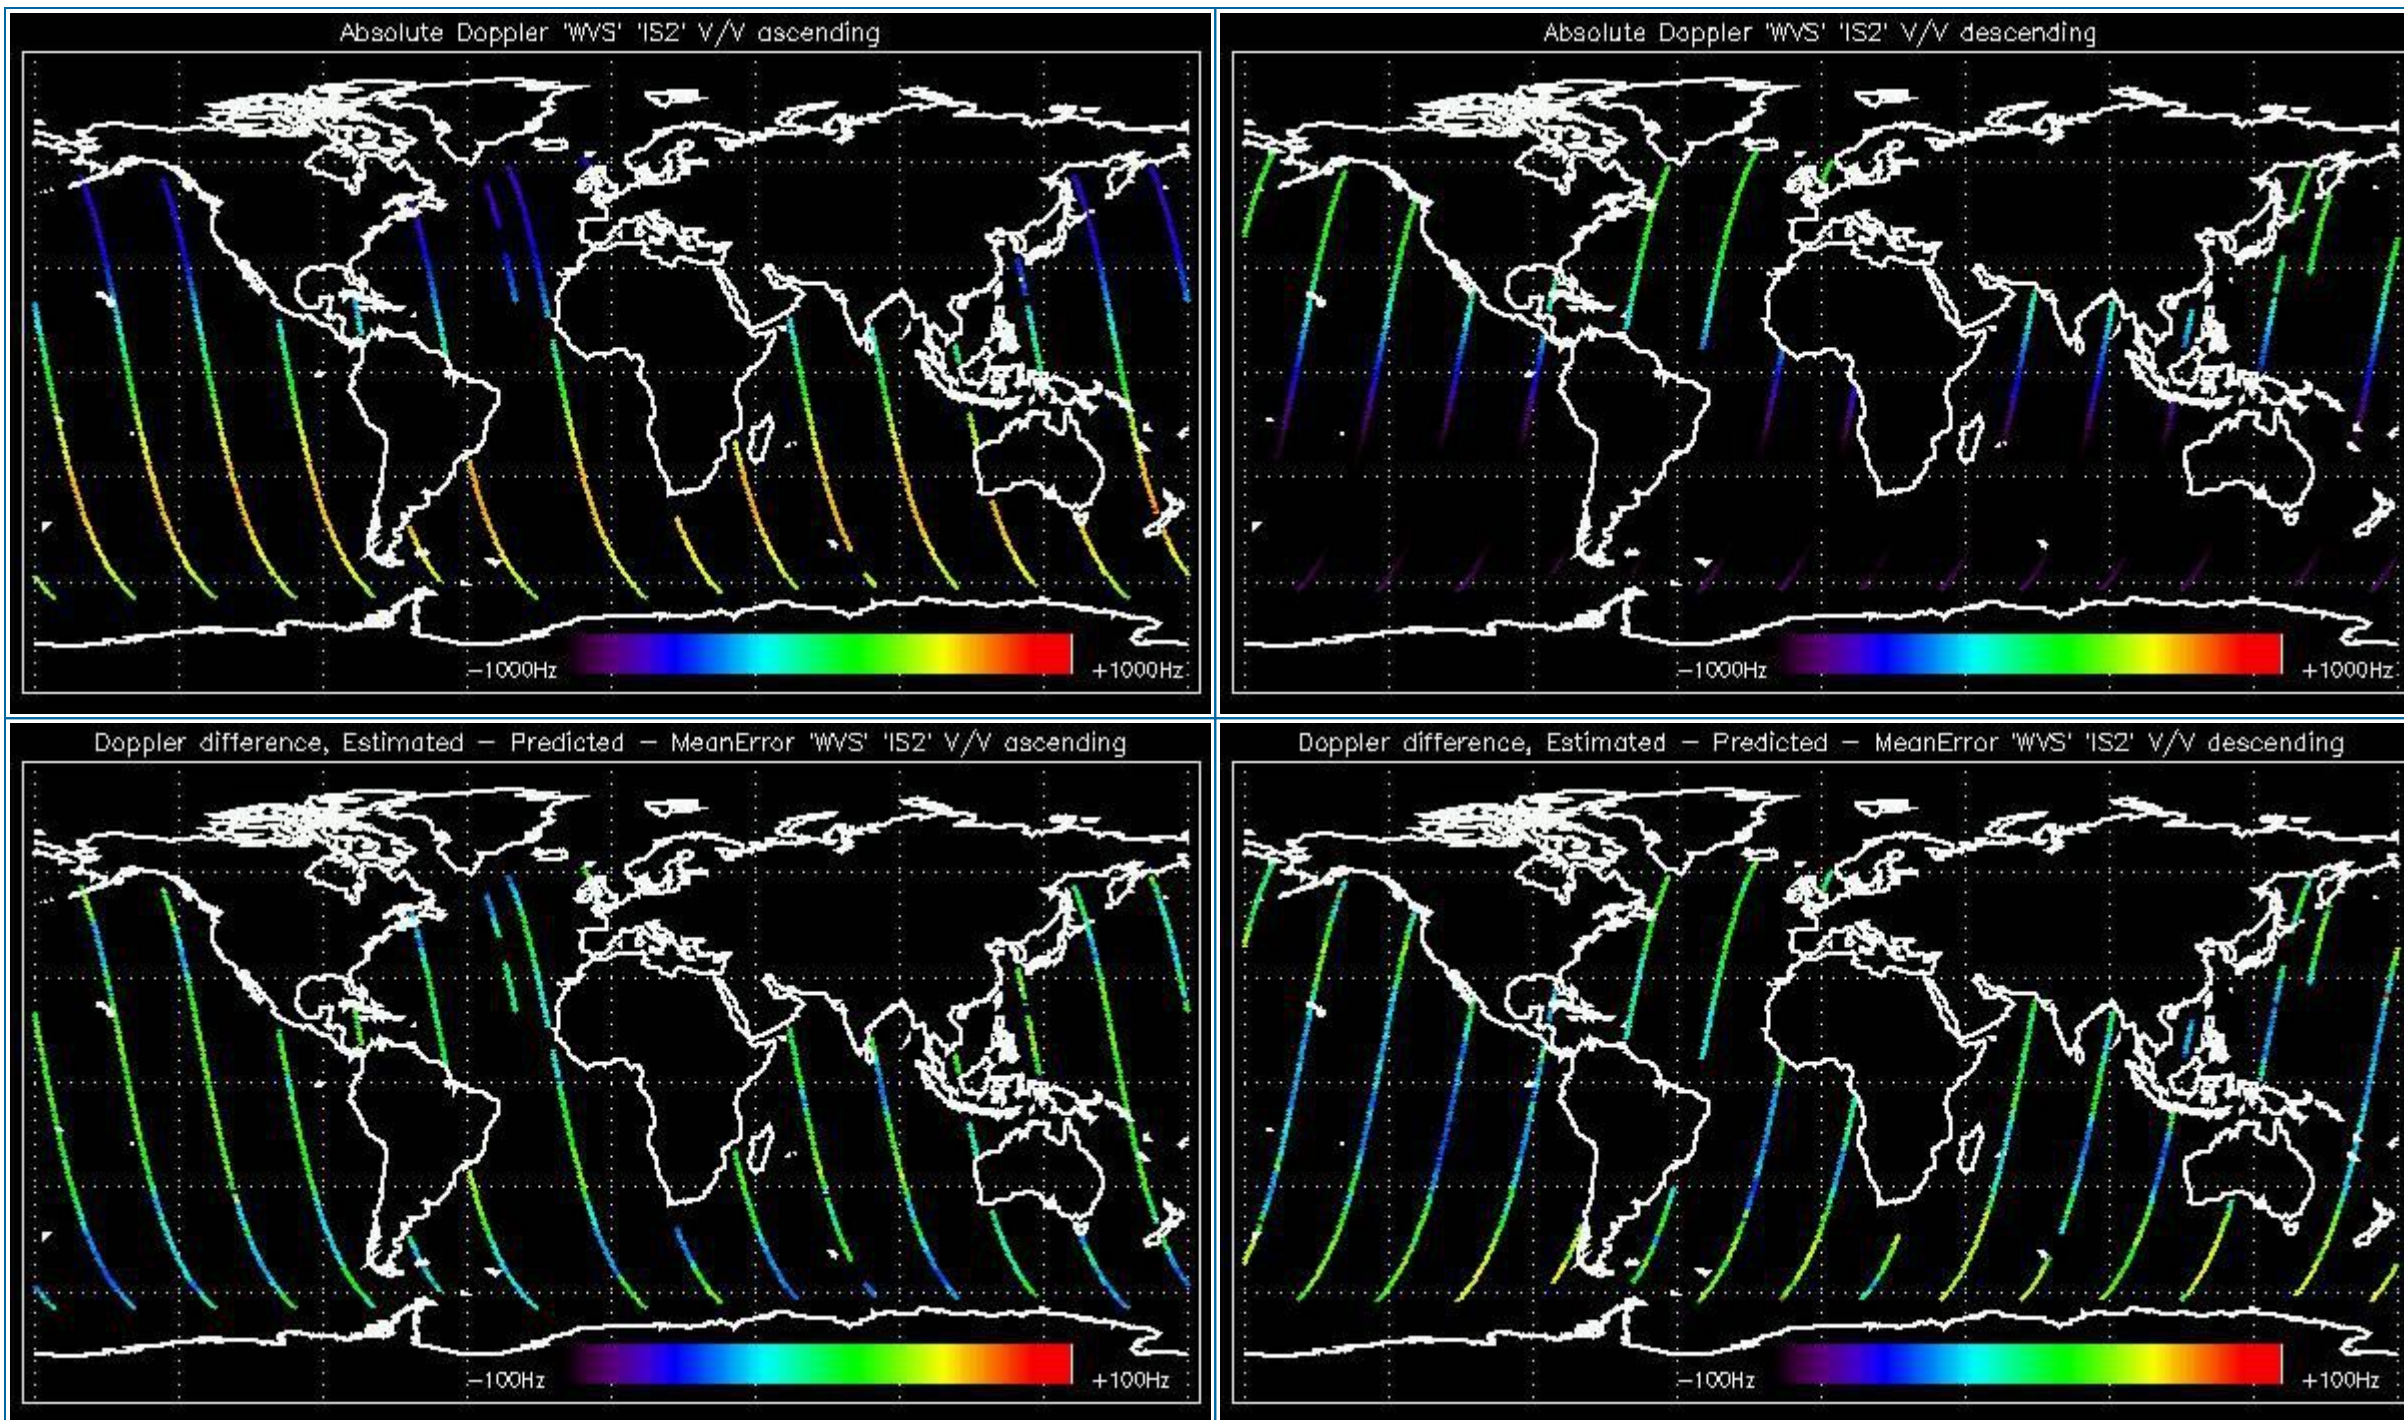 Absolute Doppler 'WVS' 'IS2' V/V ascending
-1000Hz
+1000Hz
Absolute Doppler 'WVS' 'IS2' V/V descending
-1000Hz
+1000Hz
Doppler difference, Estimated - Predicted - MeanError 'WVS' 'IS2' V/V ascending
-100Hz
+100Hz
Doppler difference, Estimated - Predicted - MeanError 'WVS' 'IS2' V/V descending
-100Hz
+100Hz